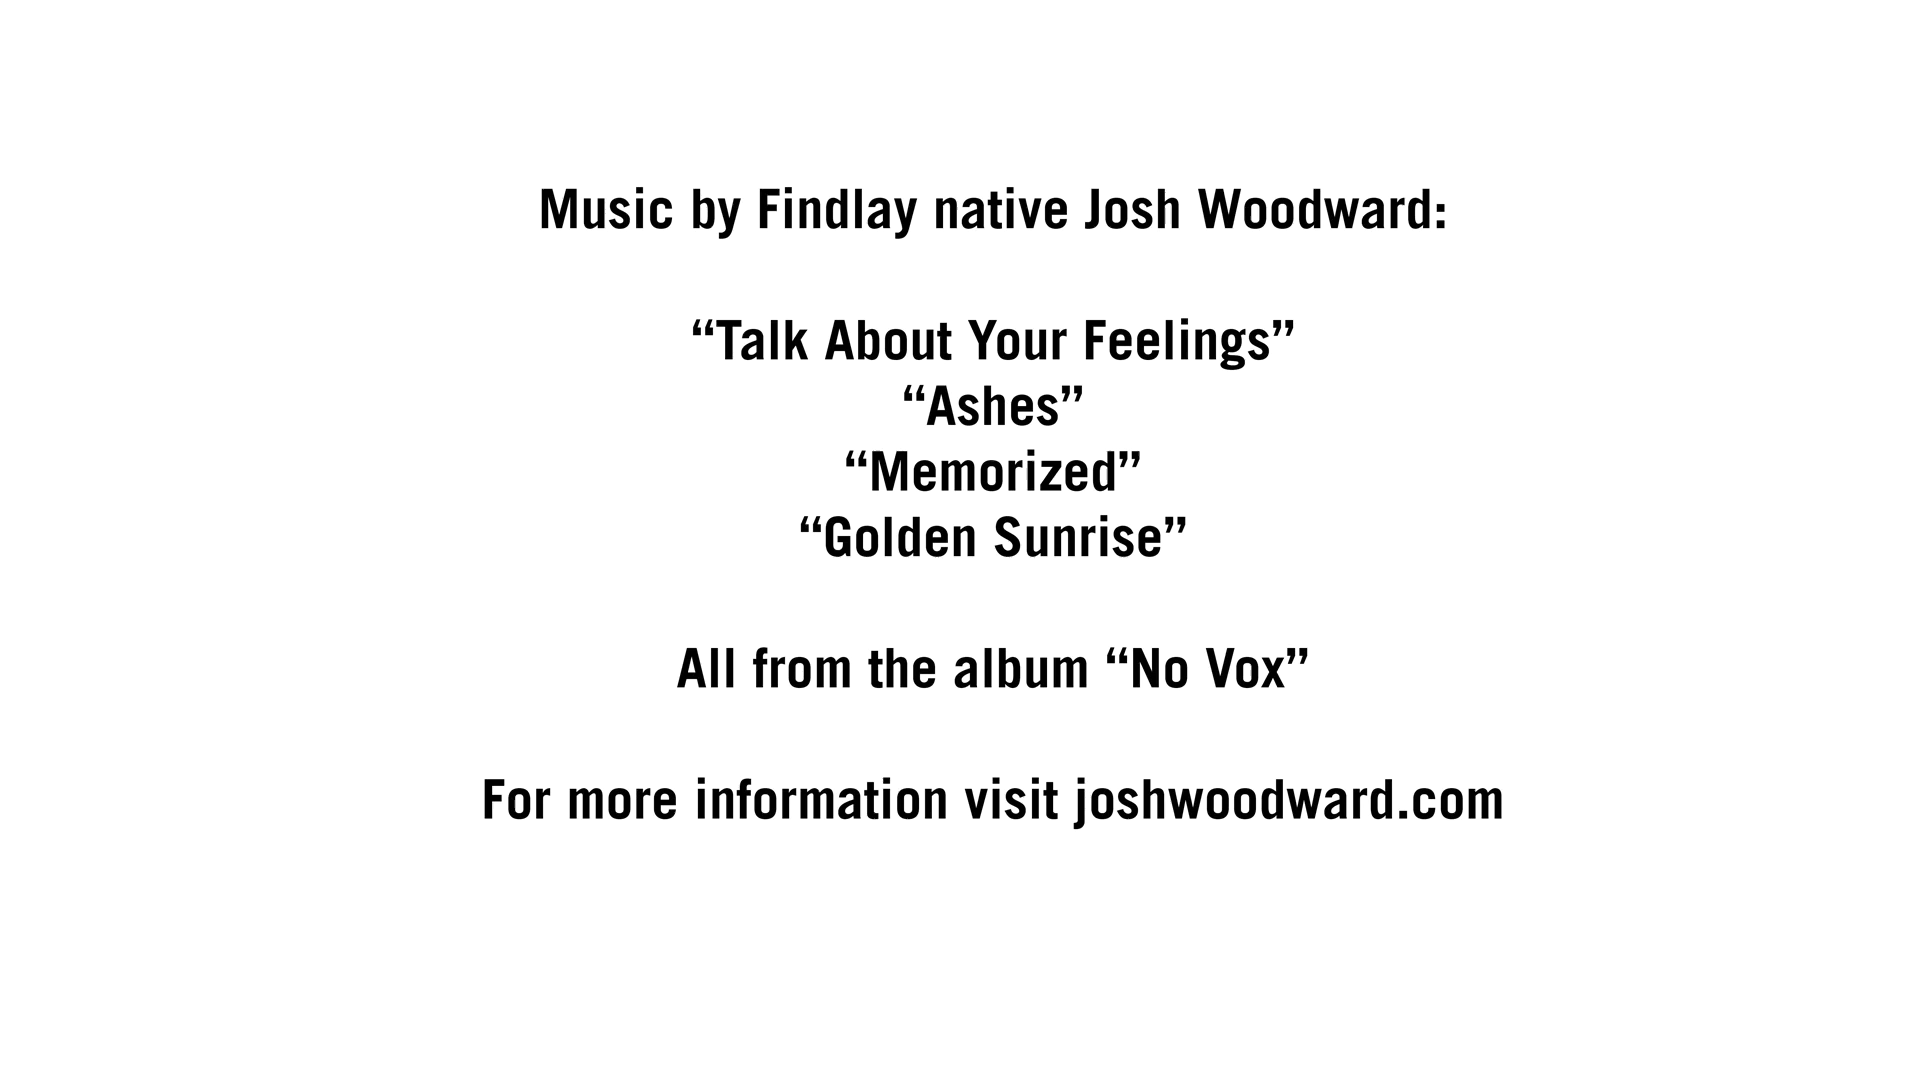 Music by Findlay native Josh Woodward:
“Talk About Your Feelings”
“Ashes”
“Memorized”
“Golden Sunrise”
All from the album “No Vox”
For more information visit joshwoodward.com